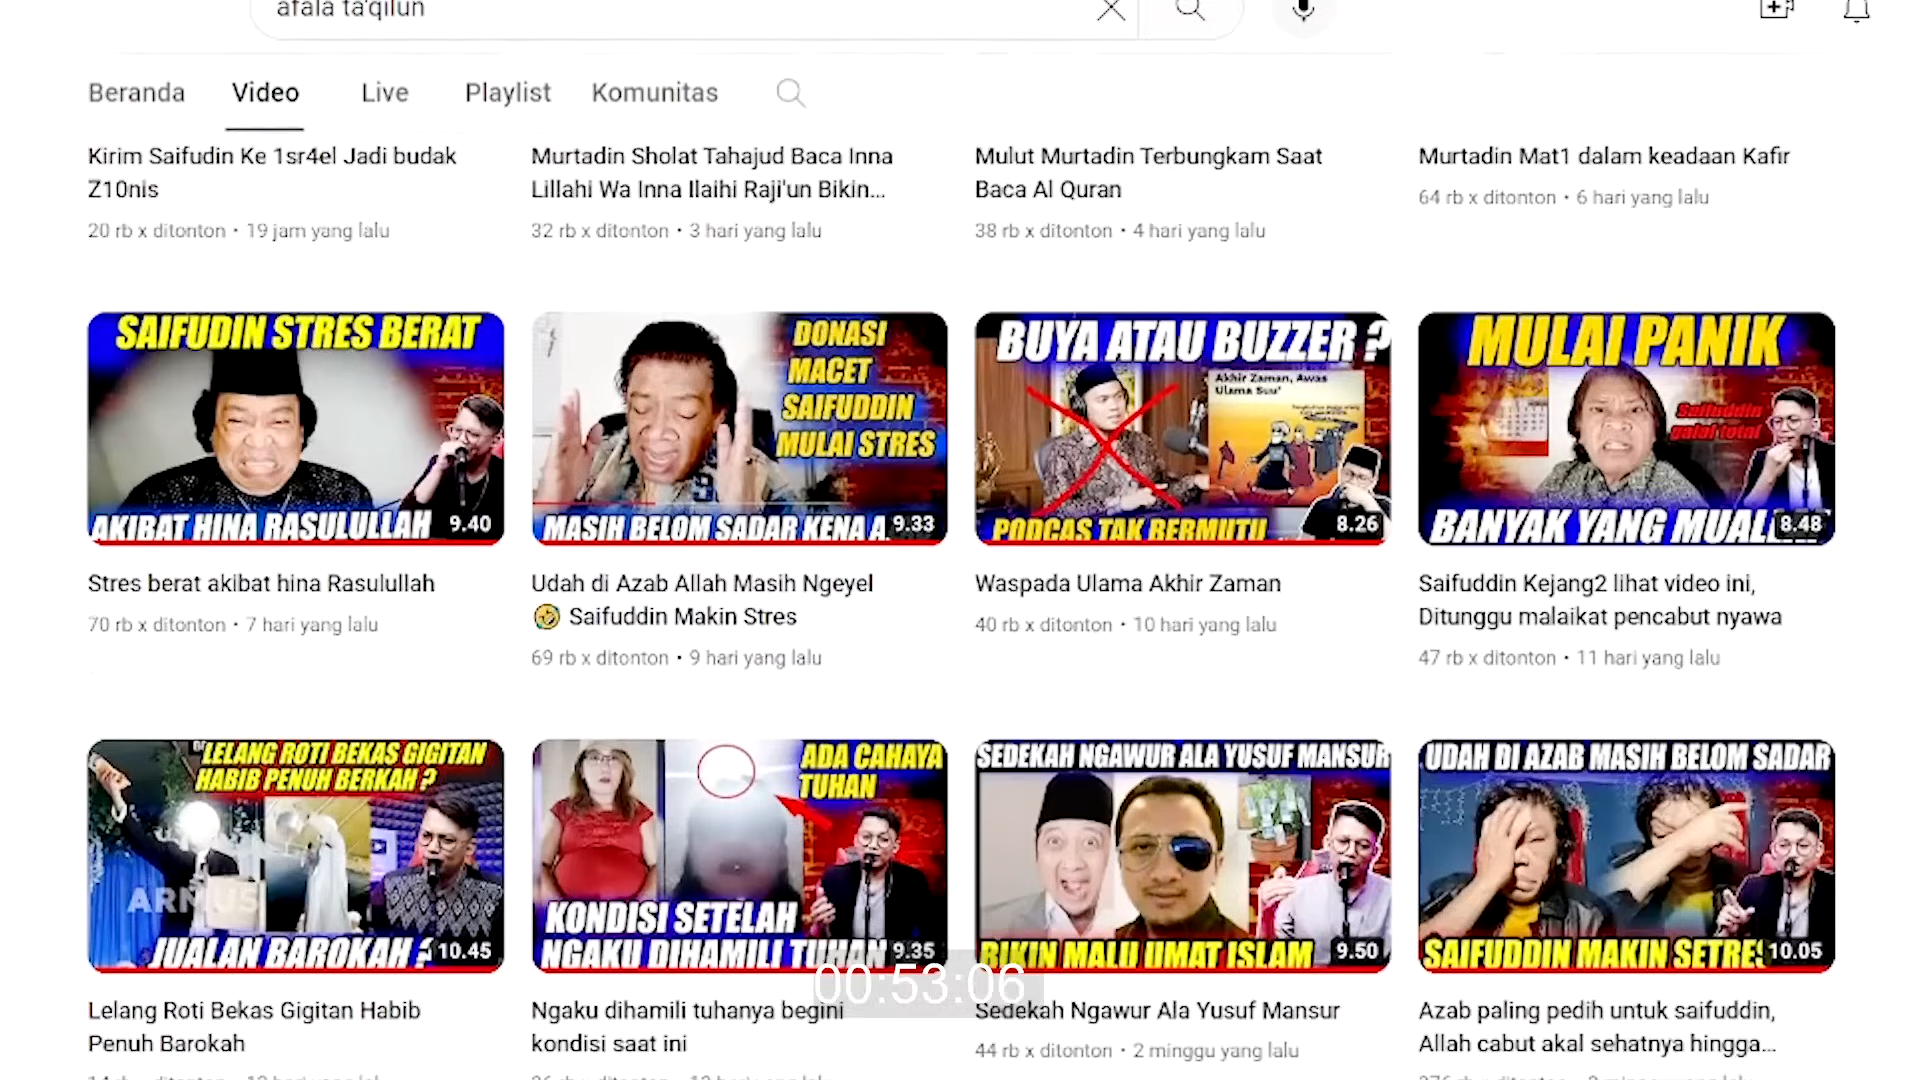 afala ta'qilun
Beranda Video Live Playlist Komunitas
Kirim Saifudin Ke 1sr4el Jadi budak
Z10nis
20 rb x ditonton • 19 jam yang lalu
Murtadin Sholat Tahajud Baca Inna
Lillahi Wa Inna Ilaihi Raji'un Bikin...
32 rb x ditonton • 3 hari yang lalu
Mulut Murtadin Terbungkam Saat
Baca Al Quran
38 rb x ditonton • 4 hari yang lalu
Murtadin Mat1 dalam keadaan Kafir
64 rb x ditonton • 6 hari yang lalu
SAIFUDIN STRES BERAT
AKIBAT HINA RASULULLAH
9.40
Stres berat akibat hina Rasulullah
70 rb x ditonton • 7 hari yang lalu
DONASI
MACET
SAIFUDDIN
MULAI STRES
MASIH BELOM SADAR KENA A
9.33
Udah di Azab Allah Masih Ngeyel
🤣 Saifuddin Makin Stres
69 rb x ditonton • 9 hari yang lalu
BUYA ATAU BUZZER ?
Akhir Zaman, Awas
Ulama Suu'
PODCAS TAK BERMUTU
8.26
Waspada Ulama Akhir Zaman
40 rb x ditonton • 10 hari yang lalu
MULAI PANIK
Saifuddin
galal total
BANYAK YANG MUAL
8.48
Saifuddin Kejang2 lihat video ini,
Ditunggu malaikat pencabut nyawa
47 rb x ditonton • 11 hari yang lalu
LELANG ROTI BEKAS GIGITAN
HABIB PENUH BERKAH ?
JUALAN BAROKAH ?
10.45
Lelang Roti Bekas Gigitan Habib
Penuh Barokah
ADA CAHAYA
TUHAN
KONDISI SETELAH
NGAKU DIHAMILI TUHAN
9.35
Ngaku dihamili tuhanya begini
kondisi saat ini
SEDEKAH NGAWUR ALA YUSUF MANSUR
BIKIN MALU UMAT ISLAM
9.50
Sedekah Ngawur Ala Yusuf Mansur
44 rb x ditonton • 2 minggu yang lalu
UDAH DI AZAB MASIH BELOM SADAR
SAIFUDDIN MAKIN SETRES
10.05
Azab paling pedih untuk saifuddin,
Allah cabut akal sehatnya hingga...
00:53:06